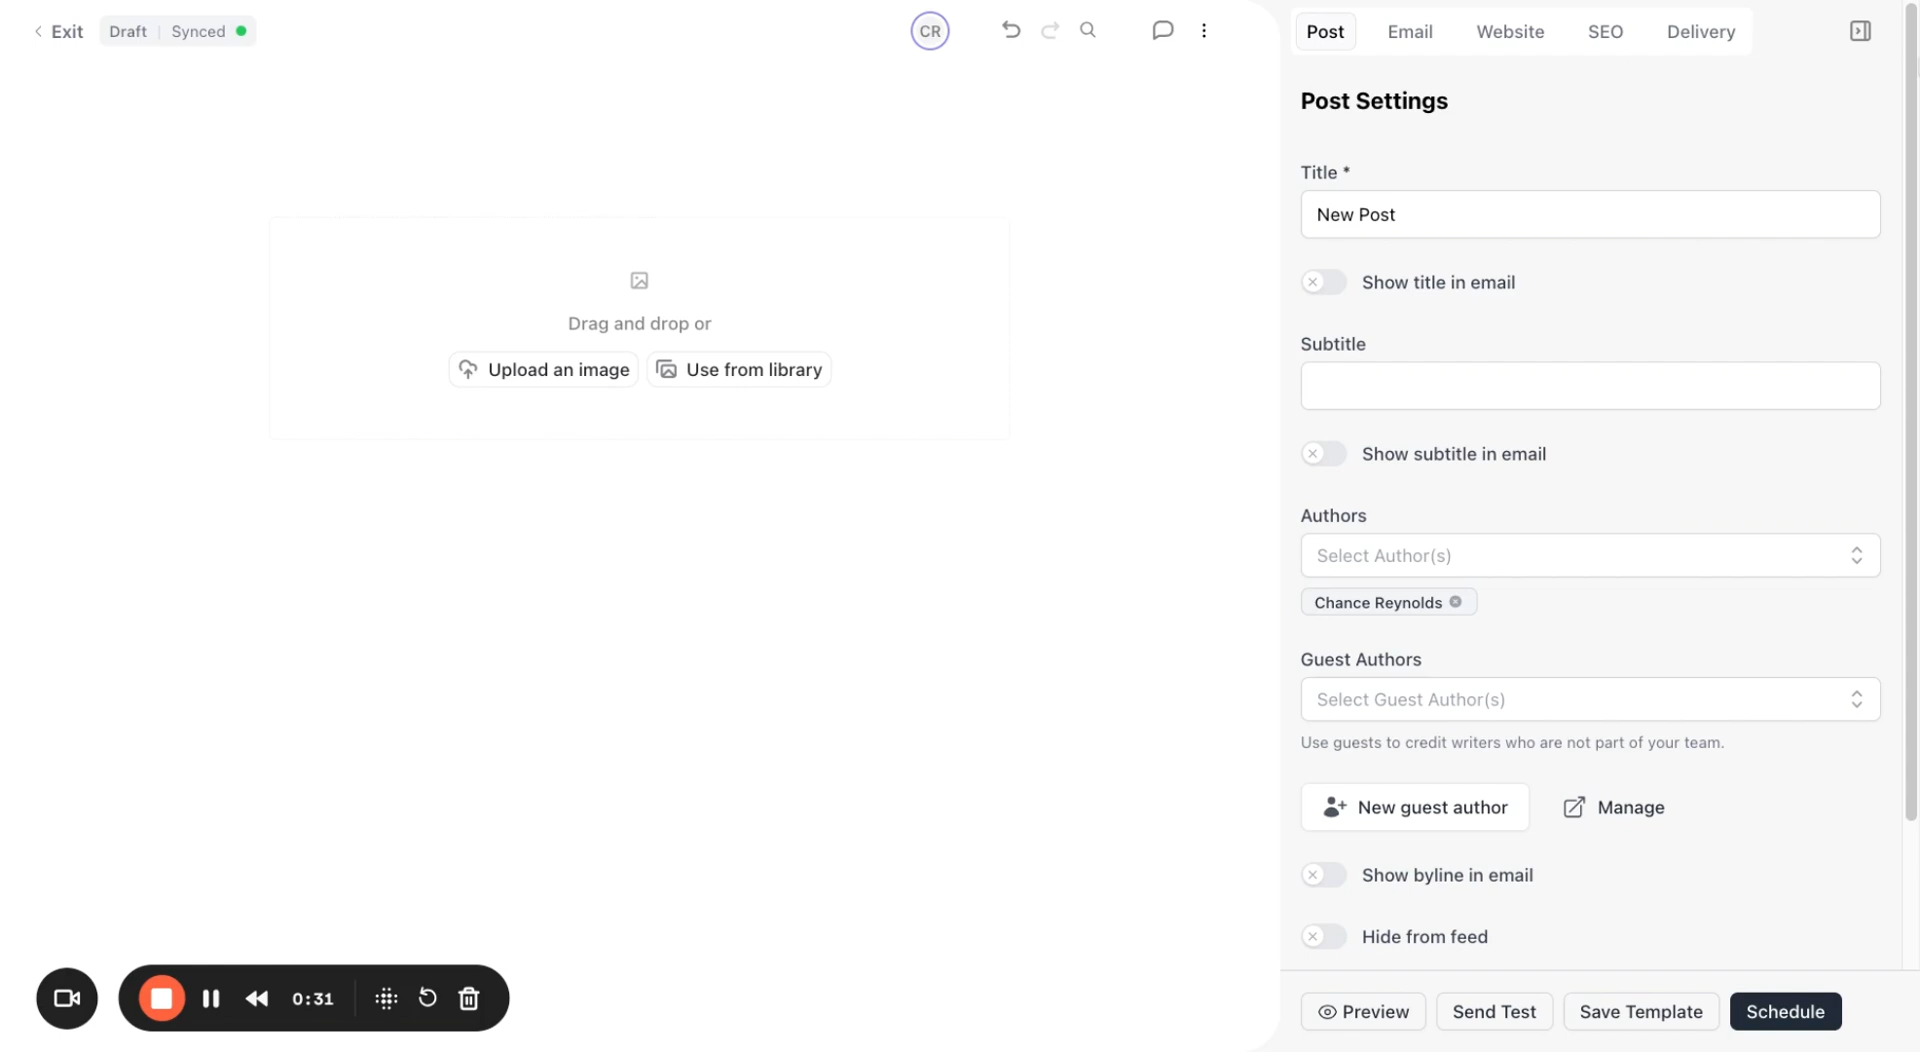 Exit
Draft
Synced
CR
Post
Email
Website
SEO
Delivery
Post Settings
Title *
New Post
Show title in email
Subtitle
Show subtitle in email
Authors
Select Author(s)
Chance Reynolds
Guest Authors
Select Guest Author(s)
Use guests to credit writers who are not part of your team.
New guest author
Manage
Show byline in email
Hide from feed
Preview
Send Test
Save Template
Schedule
Drag and drop or
Upload an image
Use from library
0:31